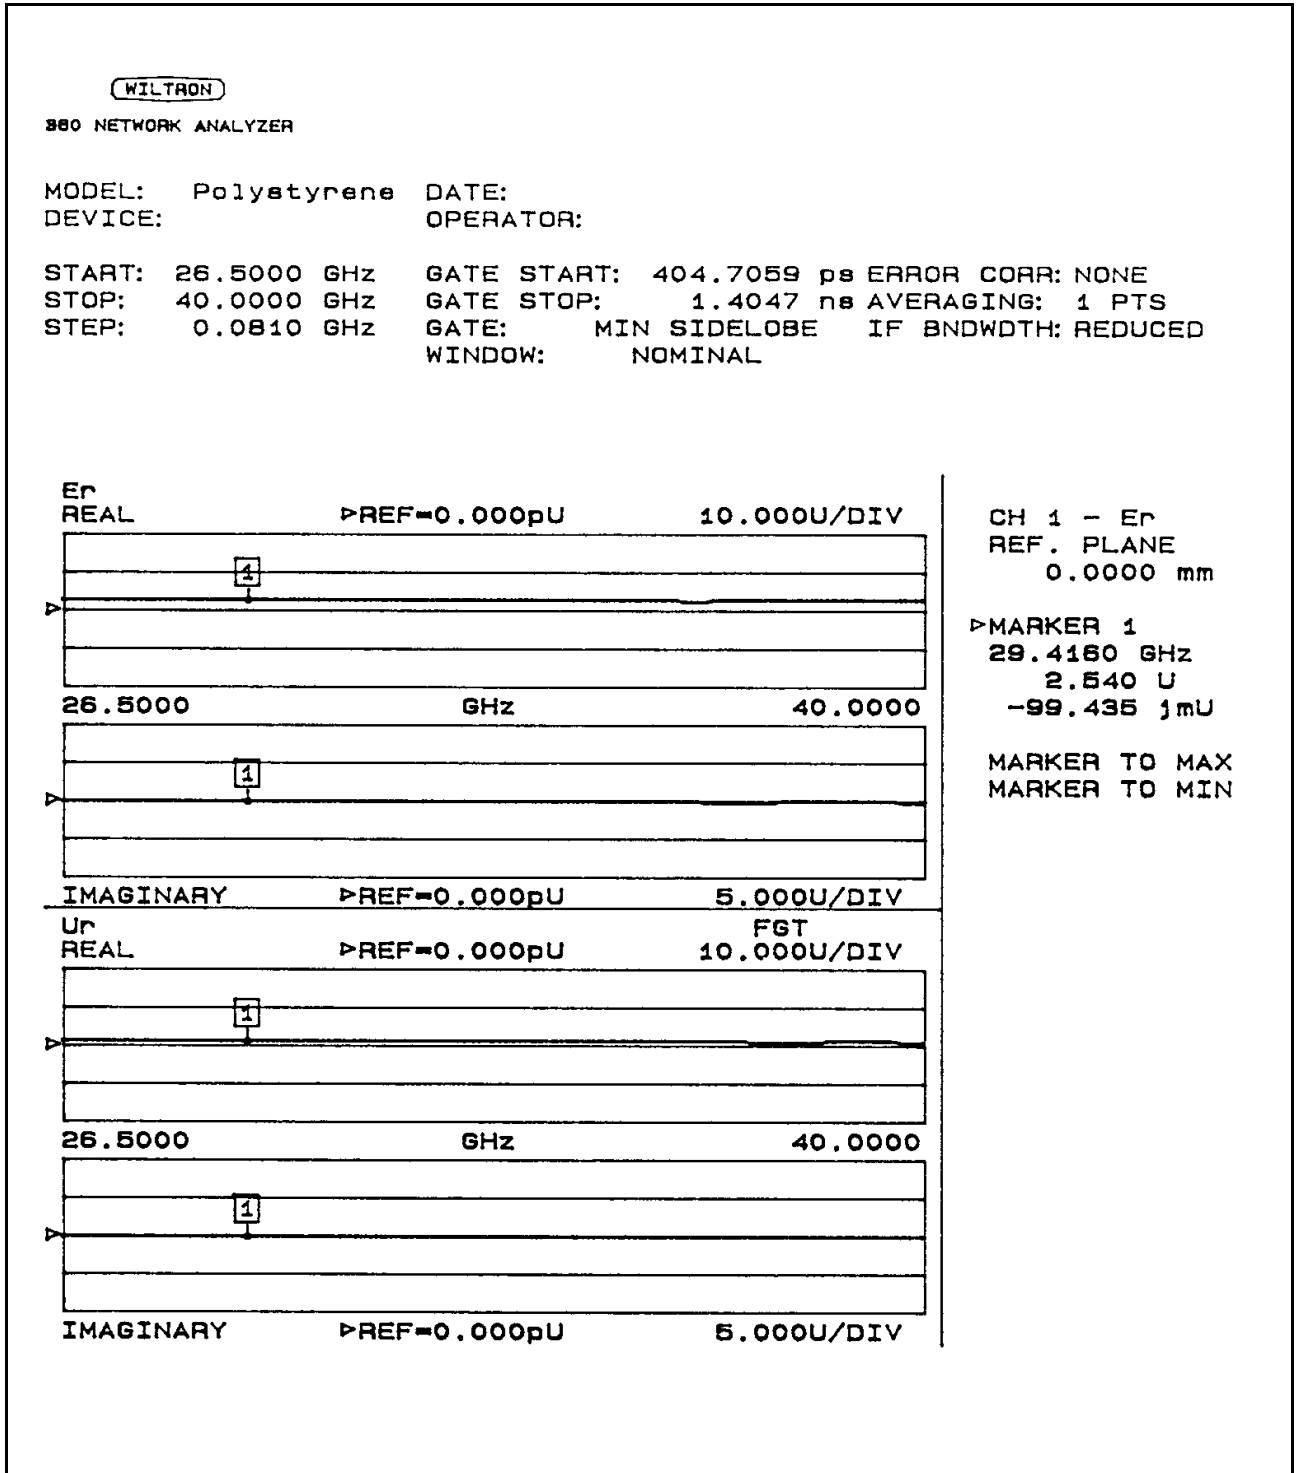 WILTRON
360 NETWORK ANALYZER
MODEL: Polystyrene DATE:
DEVICE: OPERATOR:
START: 26.5000 GHz GATE START: 404.7059 ps ERROR CORR: NONE
STOP: 40.0000 GHz GATE STOP: 1.4047 ns AVERAGING: 1 PTS
STEP: 0.0810 GHz GATE: MIN SIDELOBE IF BNDWDTH: REDUCED
WINDOW: NOMINAL
Er
REAL ▷REF=0.000pU 10.000U/DIV
1
26.5000 GHz 40.0000
1
IMAGINARY ▷REF=0.000pU 5.000U/DIV
Ur FGT
REAL ▷REF=0.000pU 10.000U/DIV
1
26.5000 GHz 40.0000
1
IMAGINARY ▷REF=0.000pU 5.000U/DIV
CH 1 - Er
REF. PLANE
0.0000 mm
▷MARKER 1
29.4160 GHz
2.540 U
-99.435 jmU
MARKER TO MAX
MARKER TO MIN